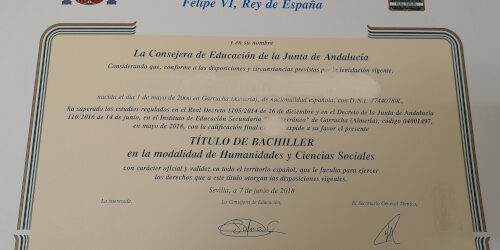 Felipe VI, Rey de España
y en su nombre
La Consejera de Educación de la Junta de Andalucía
Considerando que, conforme a las disposiciones y circunstancias previstas por la legislación vigente,
nacida el día 1 de mayo de en Garrucha (Almería), de nacionalidad española, con D.N.I.
ha superado los estudios regulados en el Real Decreto 1105/2014 de 26 de diciembre y en el Decreto de la Junta de Andalucía
110/2016 de 14 de junio, en el Instituto de Educación Secundaria de Garrucha (Almería), código 04001497,
en mayo de 2018, con la calificación final expide a su favor el presente
TÍTULO DE BACHILLER
en la modalidad de Humanidades y Ciencias Sociales
con carácter oficial y validez en todo el territorio español, que le faculta para ejercer
los derechos que a este título otorgan las disposiciones vigentes.
Sevilla, a 7 de junio de 2018
La interesada, La Consejera de Educación, El Secretario General Técnico,